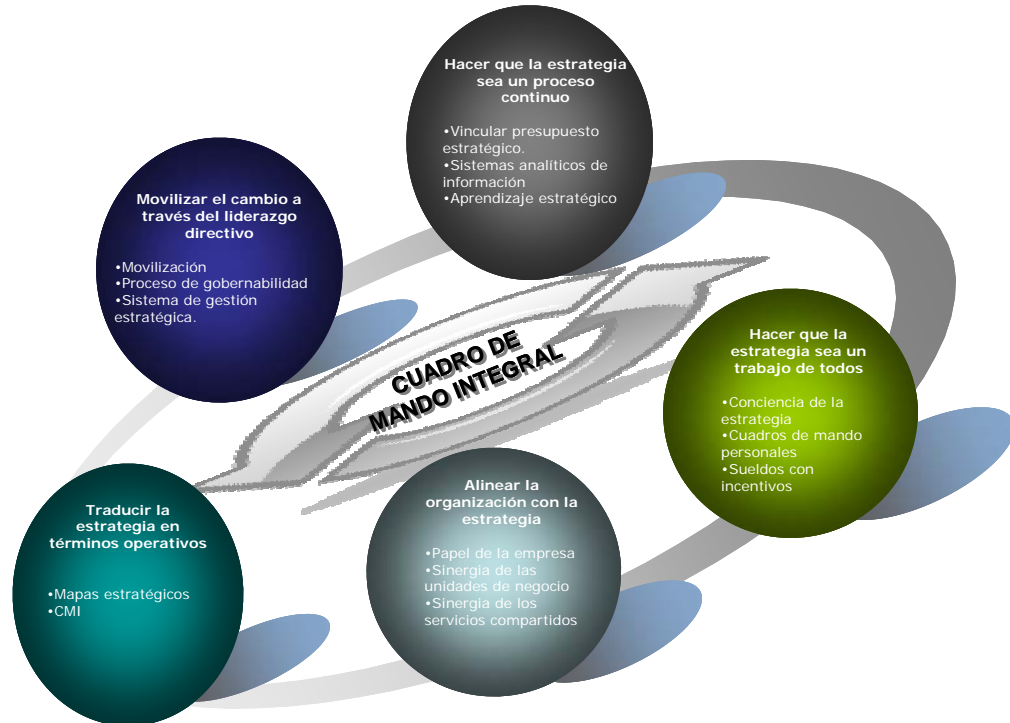 Hacer que la estrategia
sea un proceso
continuo
•Vincular presupuesto
estratégico.
•Sistemas analíticos de
información
•Aprendizaje estratégico
Movilizar el cambio a
través del liderazgo
directivo
•Movilización
•Proceso de gobernabilidad
•Sistema de gestión
estratégica.
CUADRO DE
MANDO INTEGRAL
Hacer que la
estrategia sea un
trabajo de todos
•Conciencia de la
estrategia
•Cuadros de mando
personales
•Sueldos con
incentivos
Traducir la
estrategia en
términos operativos
•Mapas estratégicos
•CMI
Alinear la
organización con la
estrategia
•Papel de la empresa
•Sinergia de las
unidades de negocio
•Sinergia de los
servicios compartidos